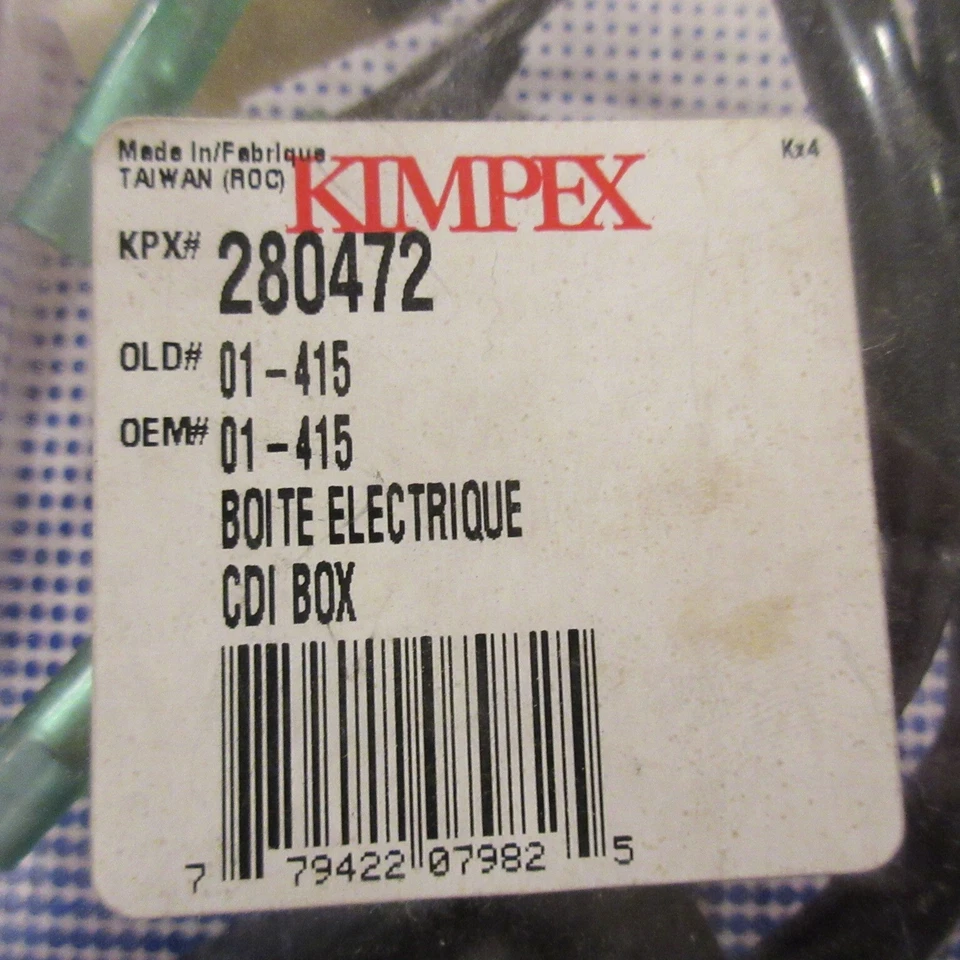 Made In/Fabrique
TAIWAN (ROC)
KIMPEX
Kx4
KPX# 280472
OLD# 01-415
OEM# 01-415
BOITE ELECTRIQUE
CDI BOX
7 79422 07982 5